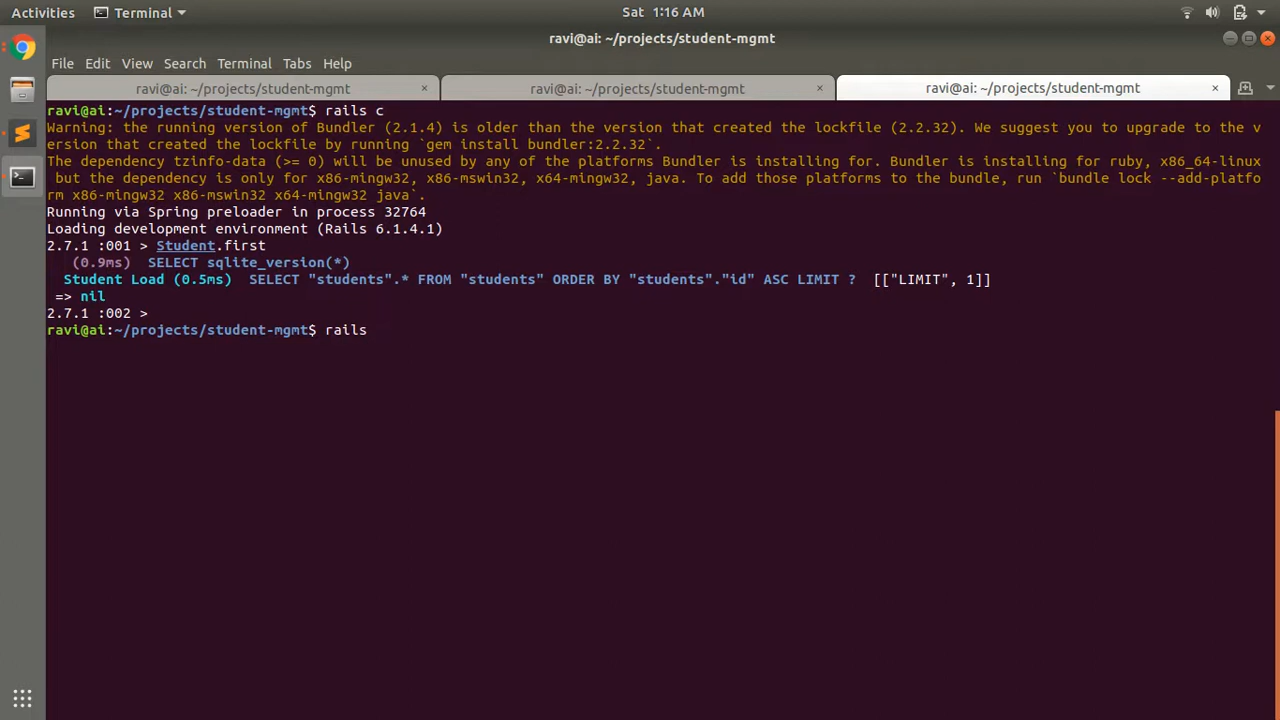 Activities Terminal Sat 1:16 AM
ravi@ai: ~/projects/student-mgmt
File Edit View Search Terminal Tabs Help
ravi@ai: ~/projects/student-mgmt × ravi@ai: ~/projects/student-mgmt × ravi@ai: ~/projects/student-mgmt ×
ravi@ai:~/projects/student-mgmt$ rails c
Warning: the running version of Bundler (2.1.4) is older than the version that created the lockfile (2.2.32). We suggest you to upgrade to the v
ersion that created the lockfile by running `gem install bundler:2.2.32`.
The dependency tzinfo-data (>= 0) will be unused by any of the platforms Bundler is installing for. Bundler is installing for ruby, x86_64-linux
 but the dependency is only for x86-mingw32, x86-mswin32, x64-mingw32, java. To add those platforms to the bundle, run `bundle lock --add-platfo
rm x86-mingw32 x86-mswin32 x64-mingw32 java`.
Running via Spring preloader in process 32764
Loading development environment (Rails 6.1.4.1)
2.7.1 :001 > Student.first
   (0.9ms)  SELECT sqlite_version(*)
  Student Load (0.5ms)  SELECT "students".* FROM "students" ORDER BY "students"."id" ASC LIMIT ?  [["LIMIT", 1]]
 => nil
2.7.1 :002 >
ravi@ai:~/projects/student-mgmt$ rails